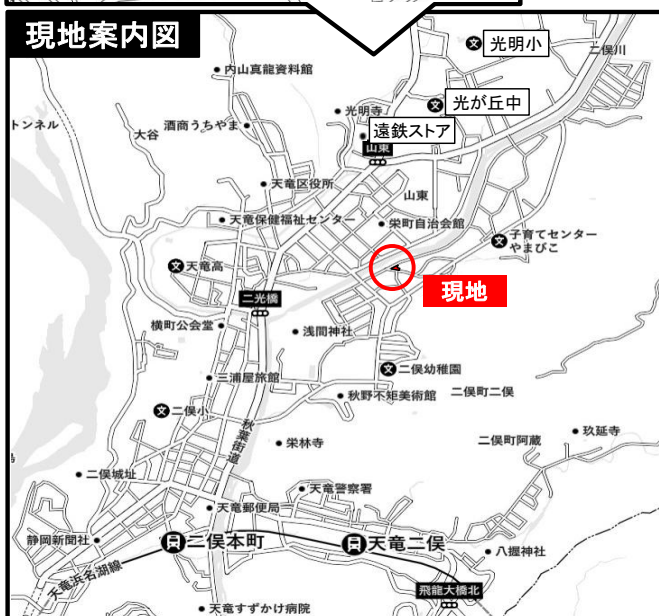 現地案内図
光明小
二俣川
内山真龍資料館
光明寺
光が丘中
トンネル
大谷
酒商うちやま
遠鉄ストア
山東
天竜区役所
山東
天竜保健福祉センター
栄町自治会館
子育てセンター
やまびこ
天竜高
現地
二光橋
横町公会堂
浅間神社
三浦屋旅館
二俣幼稚園
秋野不矩美術館
二俣町二俣
二俣小
秋葉街道
栄林寺
二俣町阿蔵
玖延寺
二俣城址
天竜警察署
天竜郵便局
静岡新聞社
二俣本町
天竜二俣
八握神社
天竜浜名湖線
飛龍大橋北
天竜すずかけ病院